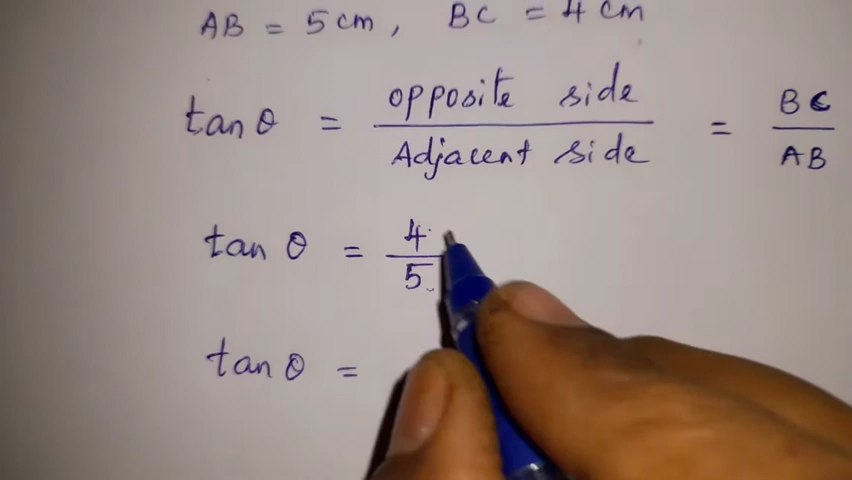 AB = 5 cm, BC = 4 cm
tan θ = opposite side / Adjacent side = BC / AB
tan θ = 4 / 5
tan θ =